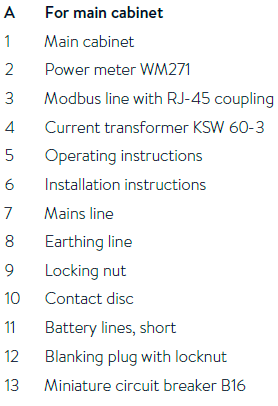 A For main cabinet
1 Main cabinet
2 Power meter WM271
3 Modbus line with RJ-45 coupling
4 Current transformer KSW 60-3
5 Operating instructions
6 Installation instructions
7 Mains line
8 Earthing line
9 Locking nut
10 Contact disc
11 Battery lines, short
12 Blanking plug with locknut
13 Miniature circuit breaker B16